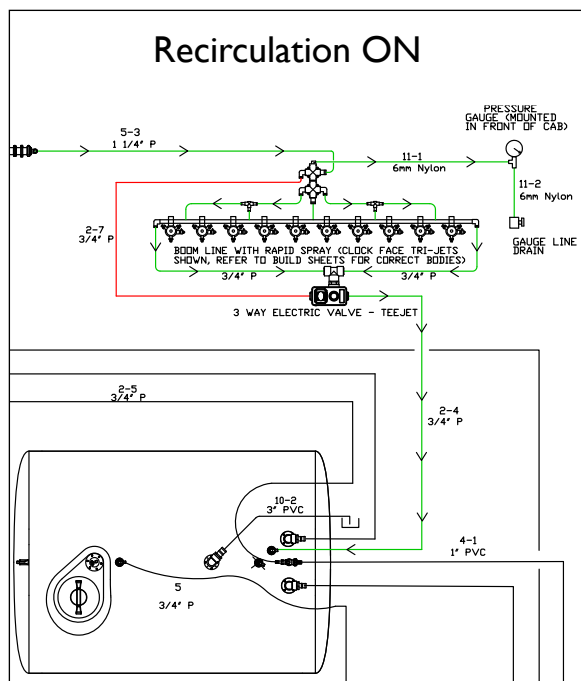 Recirculation ON
PRESSURE
GAUGE (MOUNTED
IN FRONT OF CAB)
5-3
1 1/4" P
11-1
6mm Nylon
11-2
6mm Nylon
2-7
3/4" P
GAUGE LINE
DRAIN
BOOM LINE WITH RAPID SPRAY (CLOCK FACE TRI-JETS
SHOWN, REFER TO BUILD SHEETS FOR CORRECT BODIES)
3/4" P
3/4" P
3 WAY ELECTRIC VALVE - TEEJET
2-5
3/4" P
2-4
3/4" P
10-2
3" PVC
4-1
1" PVC
5
3/4" P